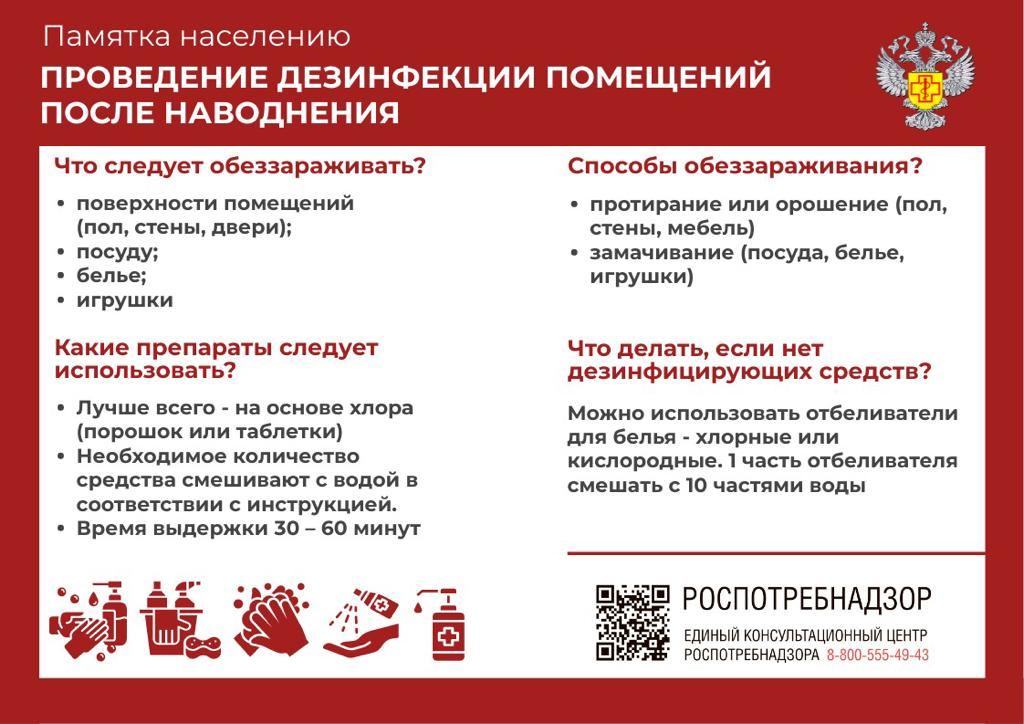 Памятка населению
ПРОВЕДЕНИЕ ДЕЗИНФЕКЦИИ ПОМЕЩЕНИЙ
ПОСЛЕ НАВОДНЕНИЯ
Что следует обеззараживать?
• поверхности помещений
(пол, стены, двери);
• посуду;
• белье;
• игрушки
Какие препараты следует
использовать?
• Лучше всего - на основе хлора
(порошок или таблетки)
• Необходимое количество
средства смешивают с водой в
соответствии с инструкцией.
• Время выдержки 30 – 60 минут
Способы обеззараживания?
• протирание или орошение (пол,
стены, мебель)
• замачивание (посуда, белье,
игрушки)
Что делать, если нет
дезинфицирующих средств?
Можно использовать отбеливатели
для белья - хлорные или
кислородные. 1 часть отбеливателя
смешать с 10 частями воды
РОСПОТРЕБНАДЗОР
ЕДИНЫЙ КОНСУЛЬТАЦИОННЫЙ ЦЕНТР
РОСПОТРЕБНАДЗОРА 8-800-555-49-43